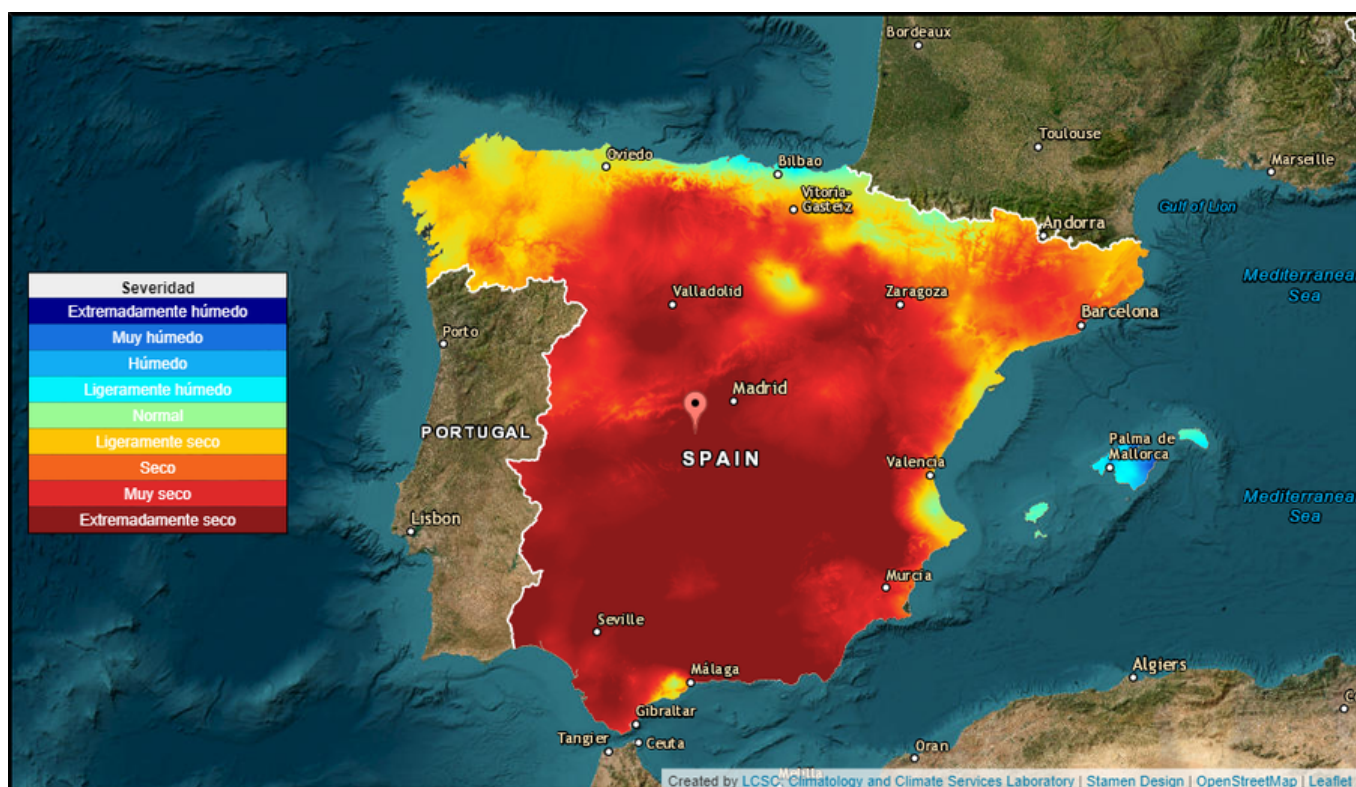 Bordeaux
Toulouse
Marseille
Oviedo
Bilbao
Vitoria-
Gasteiz
Gulf of Lion
Andorra
Mediterranean
Sea
Severidad
Extremadamente húmedo
Muy húmedo
Húmedo
Ligeramente húmedo
Normal
Ligeramente seco
Seco
Muy seco
Extremadamente seco
Valladolid
Zaragoza
Barcelona
Porto
Madrid
PORTUGAL
SPAIN
Palma de
Mallorca
Valencia
Mediterranean
Sea
Lisbon
Murcia
Seville
Málaga
Algiers
Gibraltar
Tangier
Ceuta
Oran
Created by LCSC: Climatology and Climate Services Laboratory | Stamen Design | OpenStreetMap | Leaflet